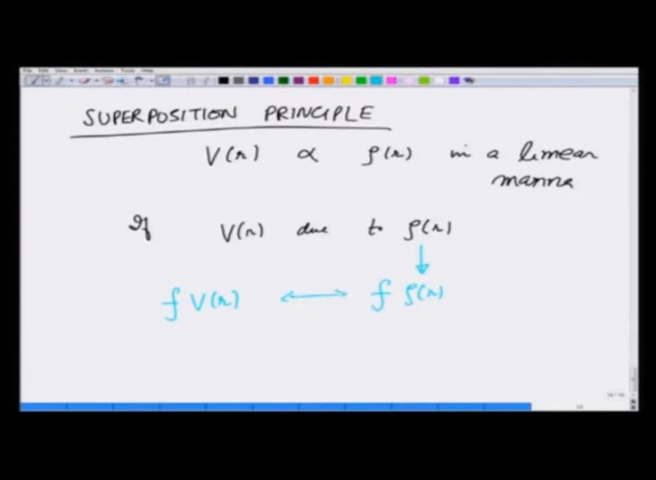 SUPERPOSITION PRINCIPLE
V(r) ∝ ρ(r) in a linear
manner
If V(r) due to ρ(r)
↓
f V(r) ⟷ f ρ(r)